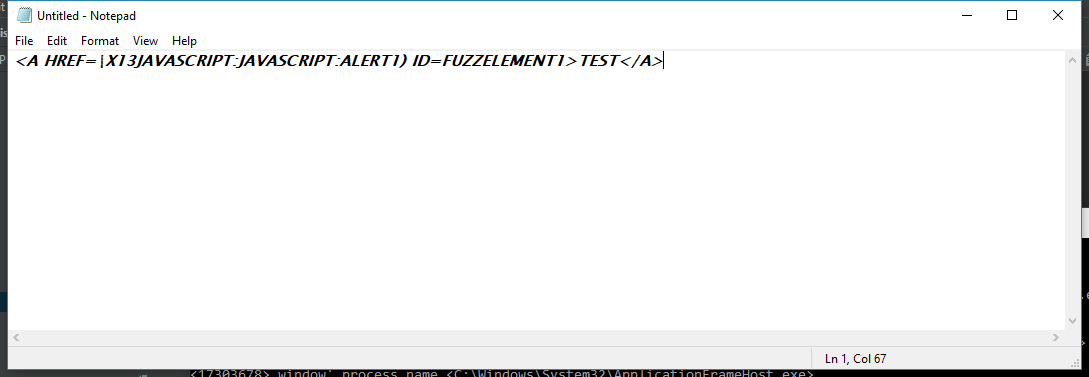 Untitled - Notepad
File Edit Format View Help
<A HREF=\X13JAVASCRIPT:JAVASCRIPT:ALERT1) ID=FUZZELEMENT1>TEST</A>
Ln 1, Col 67
<17303678> window' process name <C:\Windows\System32\ApplicationFrameHost.exe>